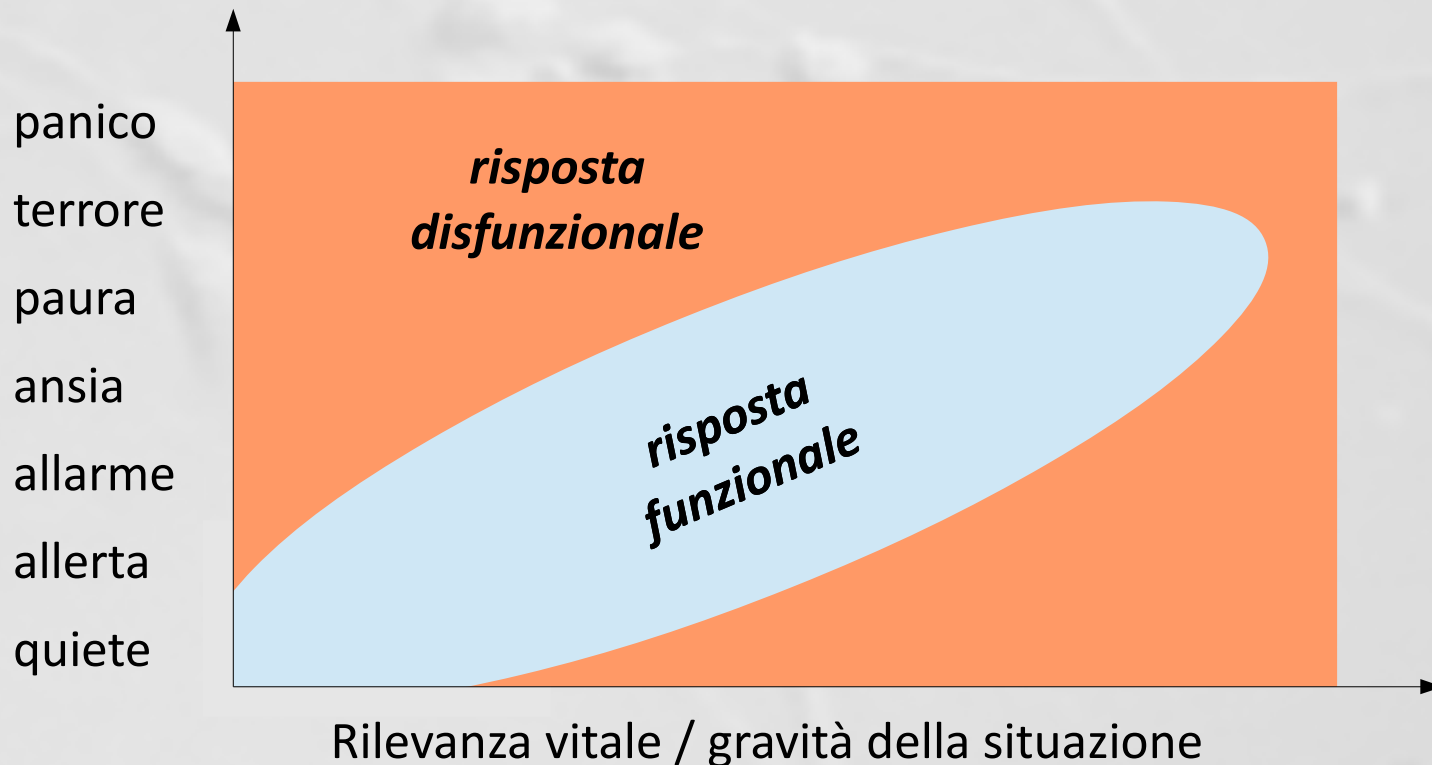 panico
terrore
paura
ansia
allarme
allerta
quiete
risposta
disfunzionale
risposta
funzionale
Rilevanza vitale / gravità della situazione